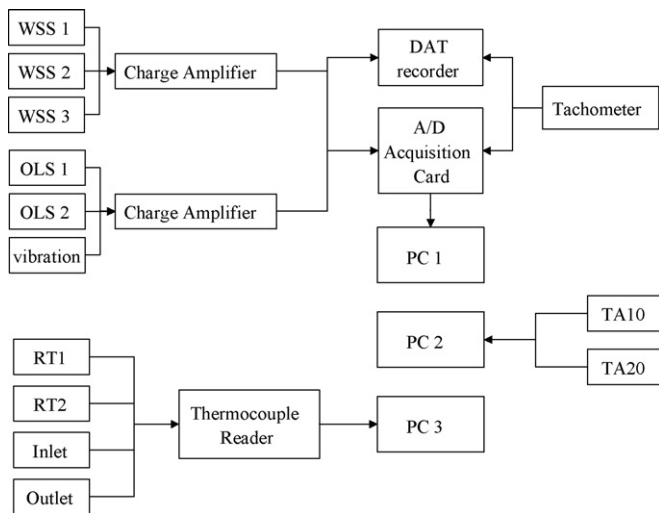 WSS 1
WSS 2
WSS 3
Charge Amplifier
DAT
recorder
Tachometer
A/D
Acquisition
Card
OLS 1
OLS 2
vibration
Charge Amplifier
PC 1
PC 2
TA10
TA20
RT1
RT2
Inlet
Outlet
Thermocouple
Reader
PC 3